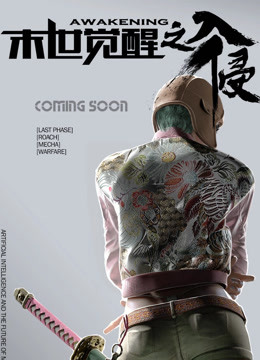 AWAKENING
末世觉醒之入侵
COMING SOON
[LAST PHASE]
[ROACH]
[MECHA]
[WARFARE]
ARTIFICIAL INTELLIGENCE AND THE FUTURE OF